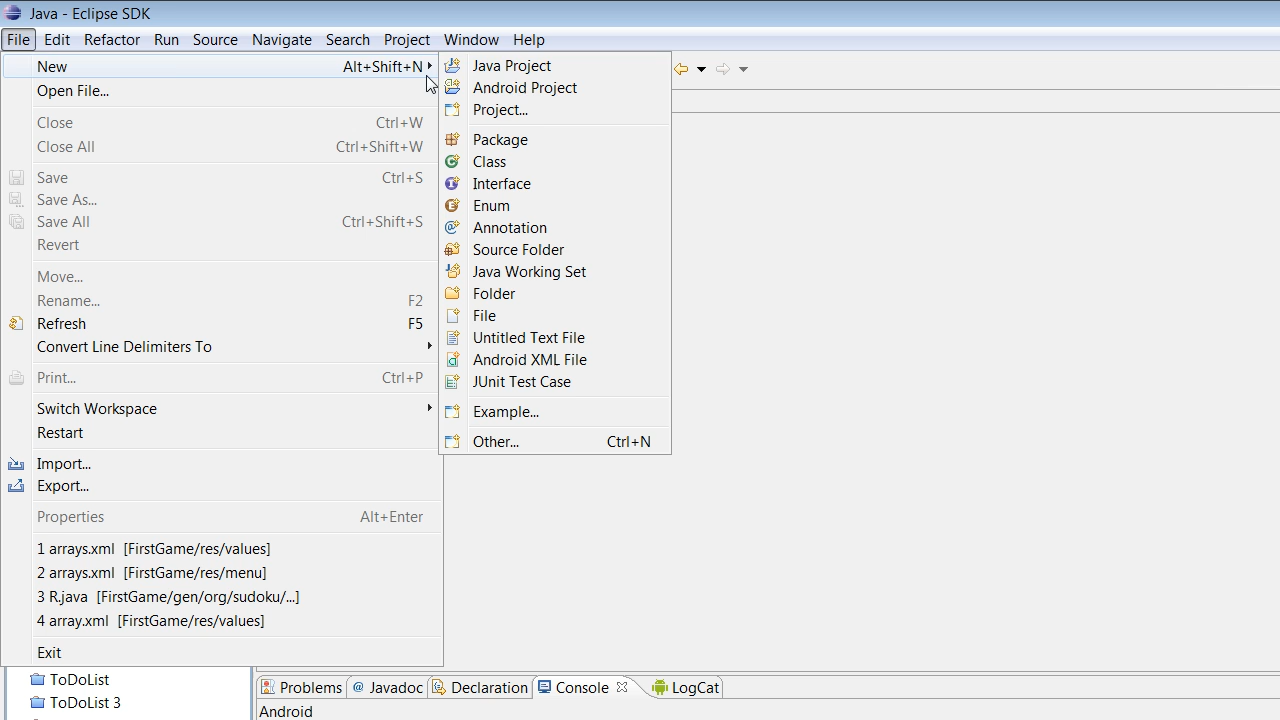 Java - Eclipse SDK
File Edit Refactor Run Source Navigate Search Project Window Help
New Alt+Shift+N
Open File...
Close Ctrl+W
Close All Ctrl+Shift+W
Save Ctrl+S
Save As...
Save All Ctrl+Shift+S
Revert
Move...
Rename... F2
Refresh F5
Convert Line Delimiters To
Print... Ctrl+P
Switch Workspace
Restart
Import...
Export...
Properties Alt+Enter
1 arrays.xml [FirstGame/res/values]
2 arrays.xml [FirstGame/res/menu]
3 R.java [FirstGame/gen/org/sudoku/...]
4 array.xml [FirstGame/res/values]
Exit
Java Project
Android Project
Project...
Package
Class
Interface
Enum
Annotation
Source Folder
Java Working Set
Folder
File
Untitled Text File
Android XML File
JUnit Test Case
Example...
Other... Ctrl+N
ToDoList
ToDoList 3
Problems @ Javadoc Declaration Console LogCat
Android